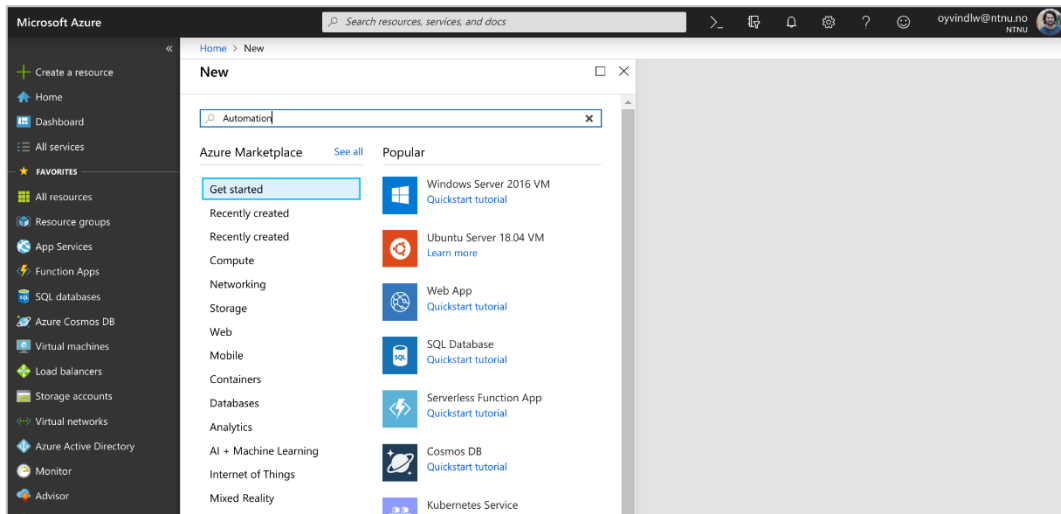 Microsoft Azure
Search resources, services, and docs
oyvindlw@ntnu.no
NTNU
Create a resource
Home
Dashboard
All services
FAVORITES
All resources
Resource groups
App Services
Function Apps
SQL databases
Azure Cosmos DB
Virtual machines
Load balancers
Storage accounts
Virtual networks
Azure Active Directory
Monitor
Advisor
Home > New
New
Automation
Azure Marketplace See all
Get started
Recently created
Recently created
Compute
Networking
Storage
Web
Mobile
Containers
Databases
Analytics
AI + Machine Learning
Internet of Things
Mixed Reality
Popular
Windows Server 2016 VM
Quickstart tutorial
Ubuntu Server 18.04 VM
Learn more
Web App
Quickstart tutorial
SQL
SQL Database
Quickstart tutorial
Serverless Function App
Quickstart tutorial
Cosmos DB
Quickstart tutorial
Kubernetes Service